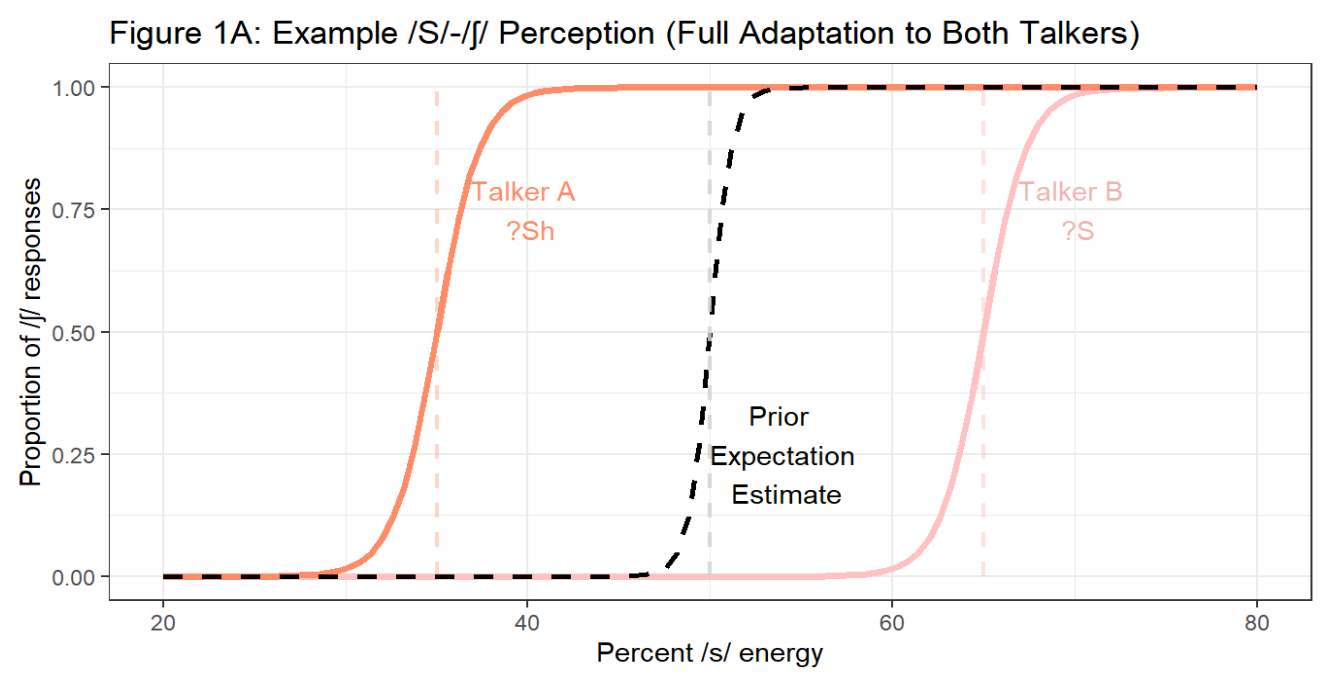 Figure 1A: Example /S/-/ʃ/ Perception (Full Adaptation to Both Talkers)
Proportion of /ʃ/ responses
1.00
0.75
0.50
0.25
0.00
Talker A
?Sh
Talker B
?S
Prior
Expectation
Estimate
20
40
60
80
Percent /s/ energy